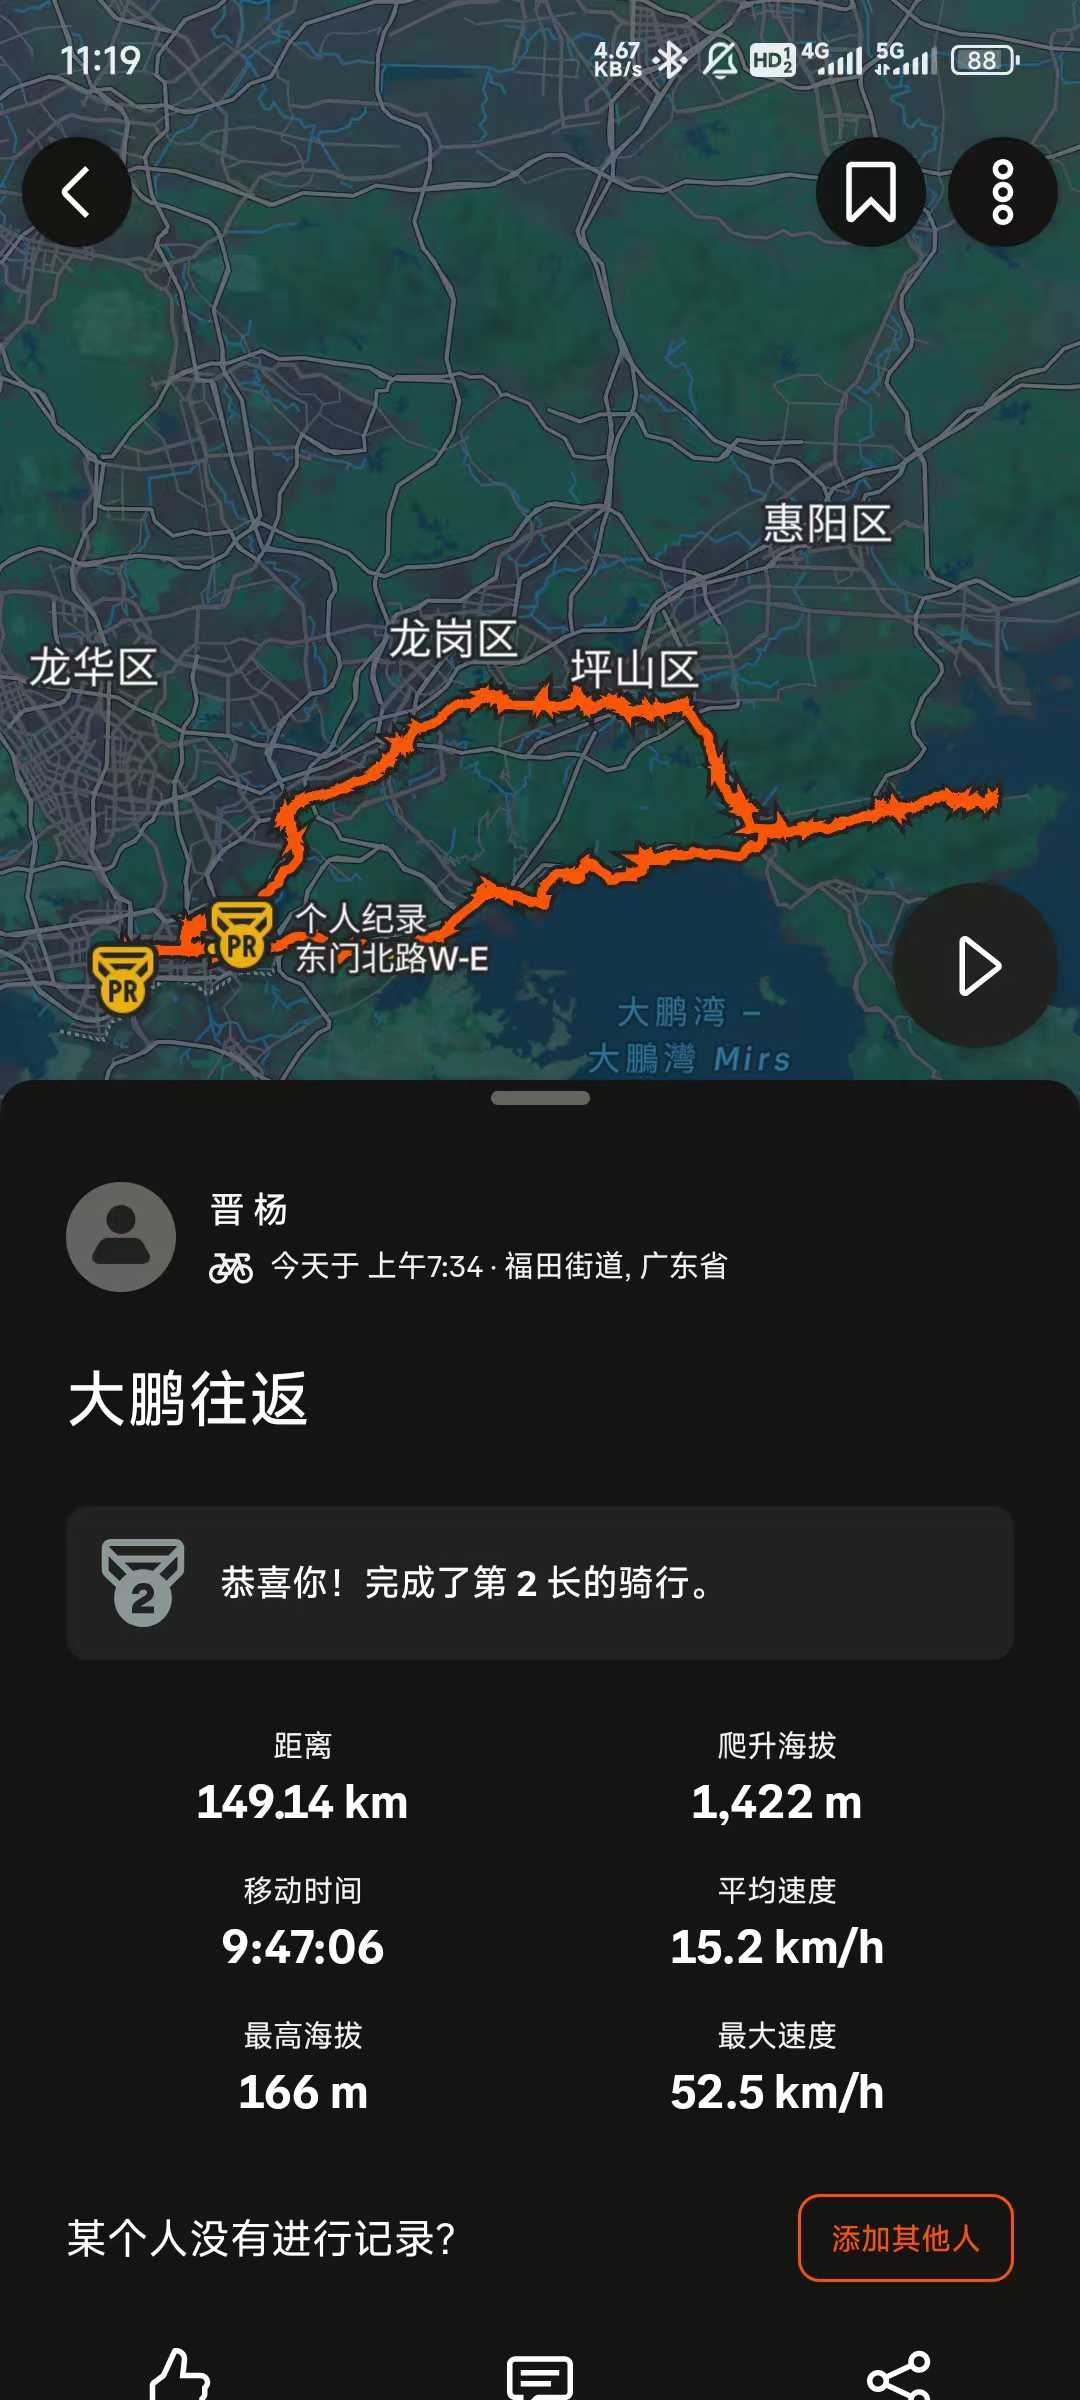 11:19
4.67
KB/s
HD 1
2
4G
5G
88
惠阳区
龙岗区
龙华区
坪山区
PR
PR
个人纪录
东门北路W-E
大鹏湾 –
大鵬灣 Mirs
晋 杨
今天于 上午7:34 · 福田街道, 广东省
大鹏往返
2
恭喜你！完成了第 2 长的骑行。
距离
爬升海拔
149.14 km
1,422 m
移动时间
平均速度
9:47:06
15.2 km/h
最高海拔
最大速度
166 m
52.5 km/h
某个人没有进行记录?
添加其他人